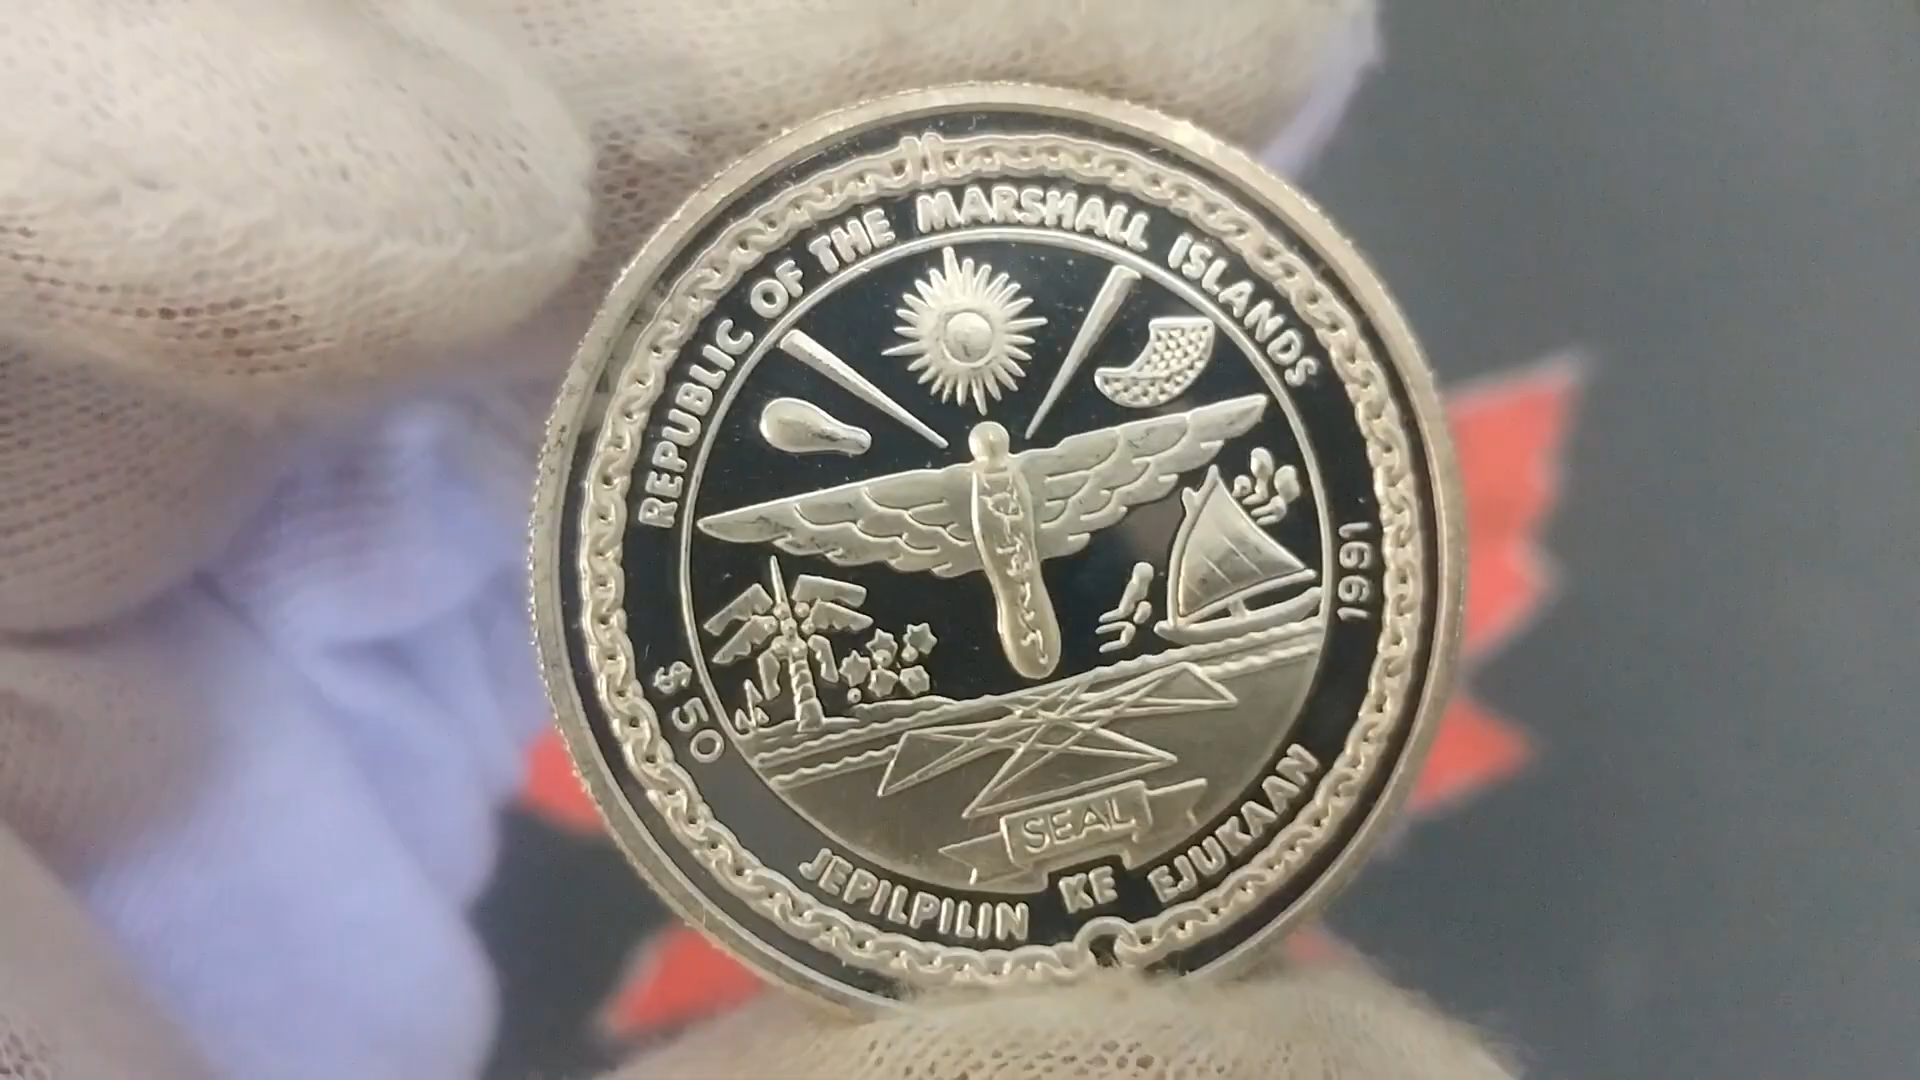 REPUBLIC OF THE MARSHALL ISLANDS
1991
$50
SEAL
JEPILPILIN KE EJUKAAN